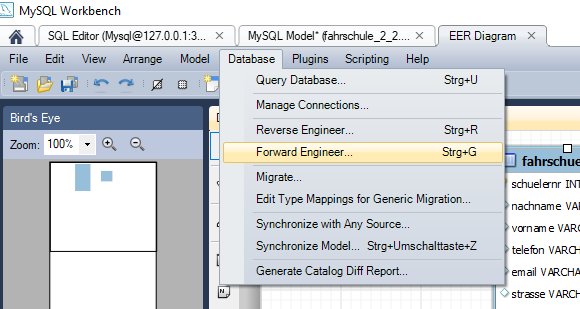 MySQL Workbench
SQL Editor (Mysql@127.0.0.1:3... × MySQL Model* (fahrschule_2_2.... × EER Diagram ×
File Edit View Arrange Model Database Plugins Scripting Help
Query Database... Strg+U
Manage Connections...
Reverse Engineer... Strg+R
Forward Engineer... Strg+G
Migrate...
Edit Type Mappings for Generic Migration...
Synchronize with Any Source...
Synchronize Model... Strg+Umschalttaste+Z
Generate Catalog Diff Report...
Bird's Eye
Zoom: 100%
D
fahrschue
schuelernr INT
nachname VAR
vorname VAR
telefon VARCH
email VARCHA
strasse VARC